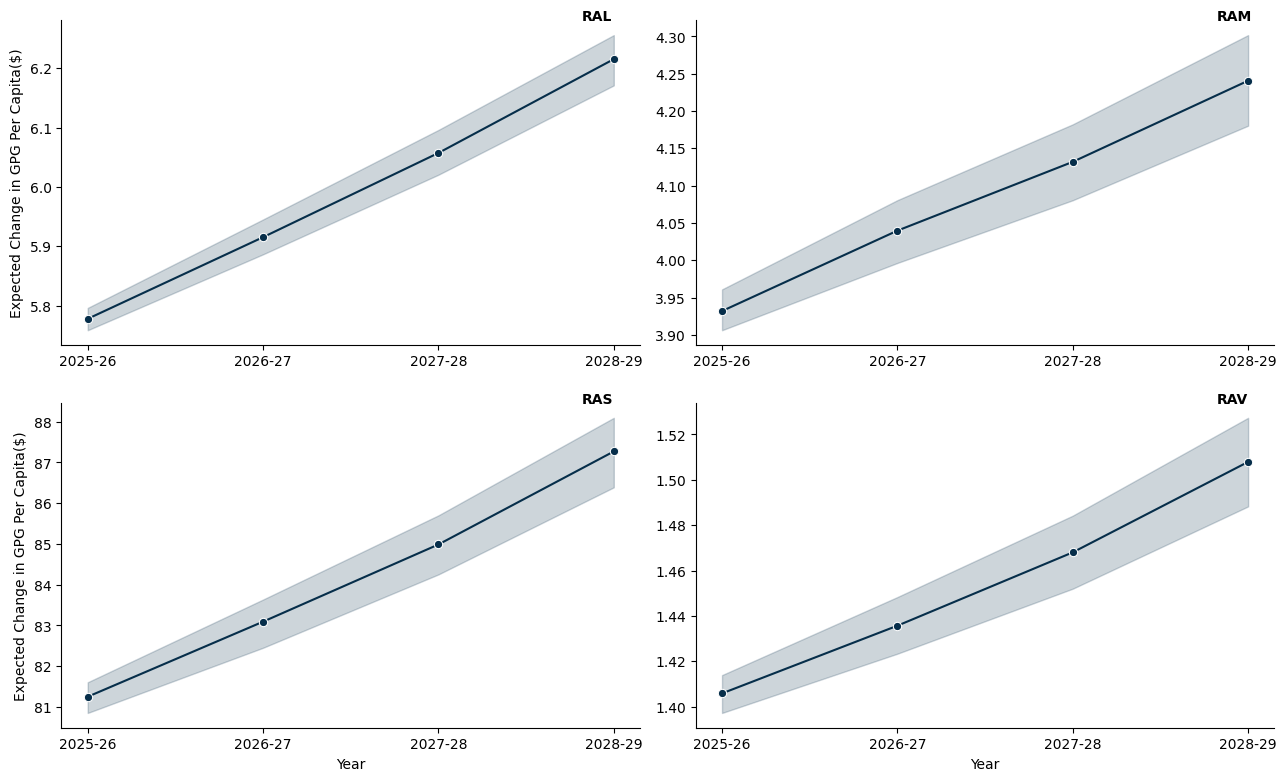 RAL
Expected Change in GPG Per Capita($)
6.2
6.1
6.0
5.9
5.8
2025-26 2026-27 2027-28 2028-29
RAM
4.30
4.25
4.20
4.15
4.10
4.05
4.00
3.95
3.90
2025-26 2026-27 2027-28 2028-29
RAS
Expected Change in GPG Per Capita($)
88
87
86
85
84
83
82
81
2025-26 2026-27 2027-28 2028-29
Year
RAV
1.52
1.50
1.48
1.46
1.44
1.42
1.40
2025-26 2026-27 2027-28 2028-29
Year